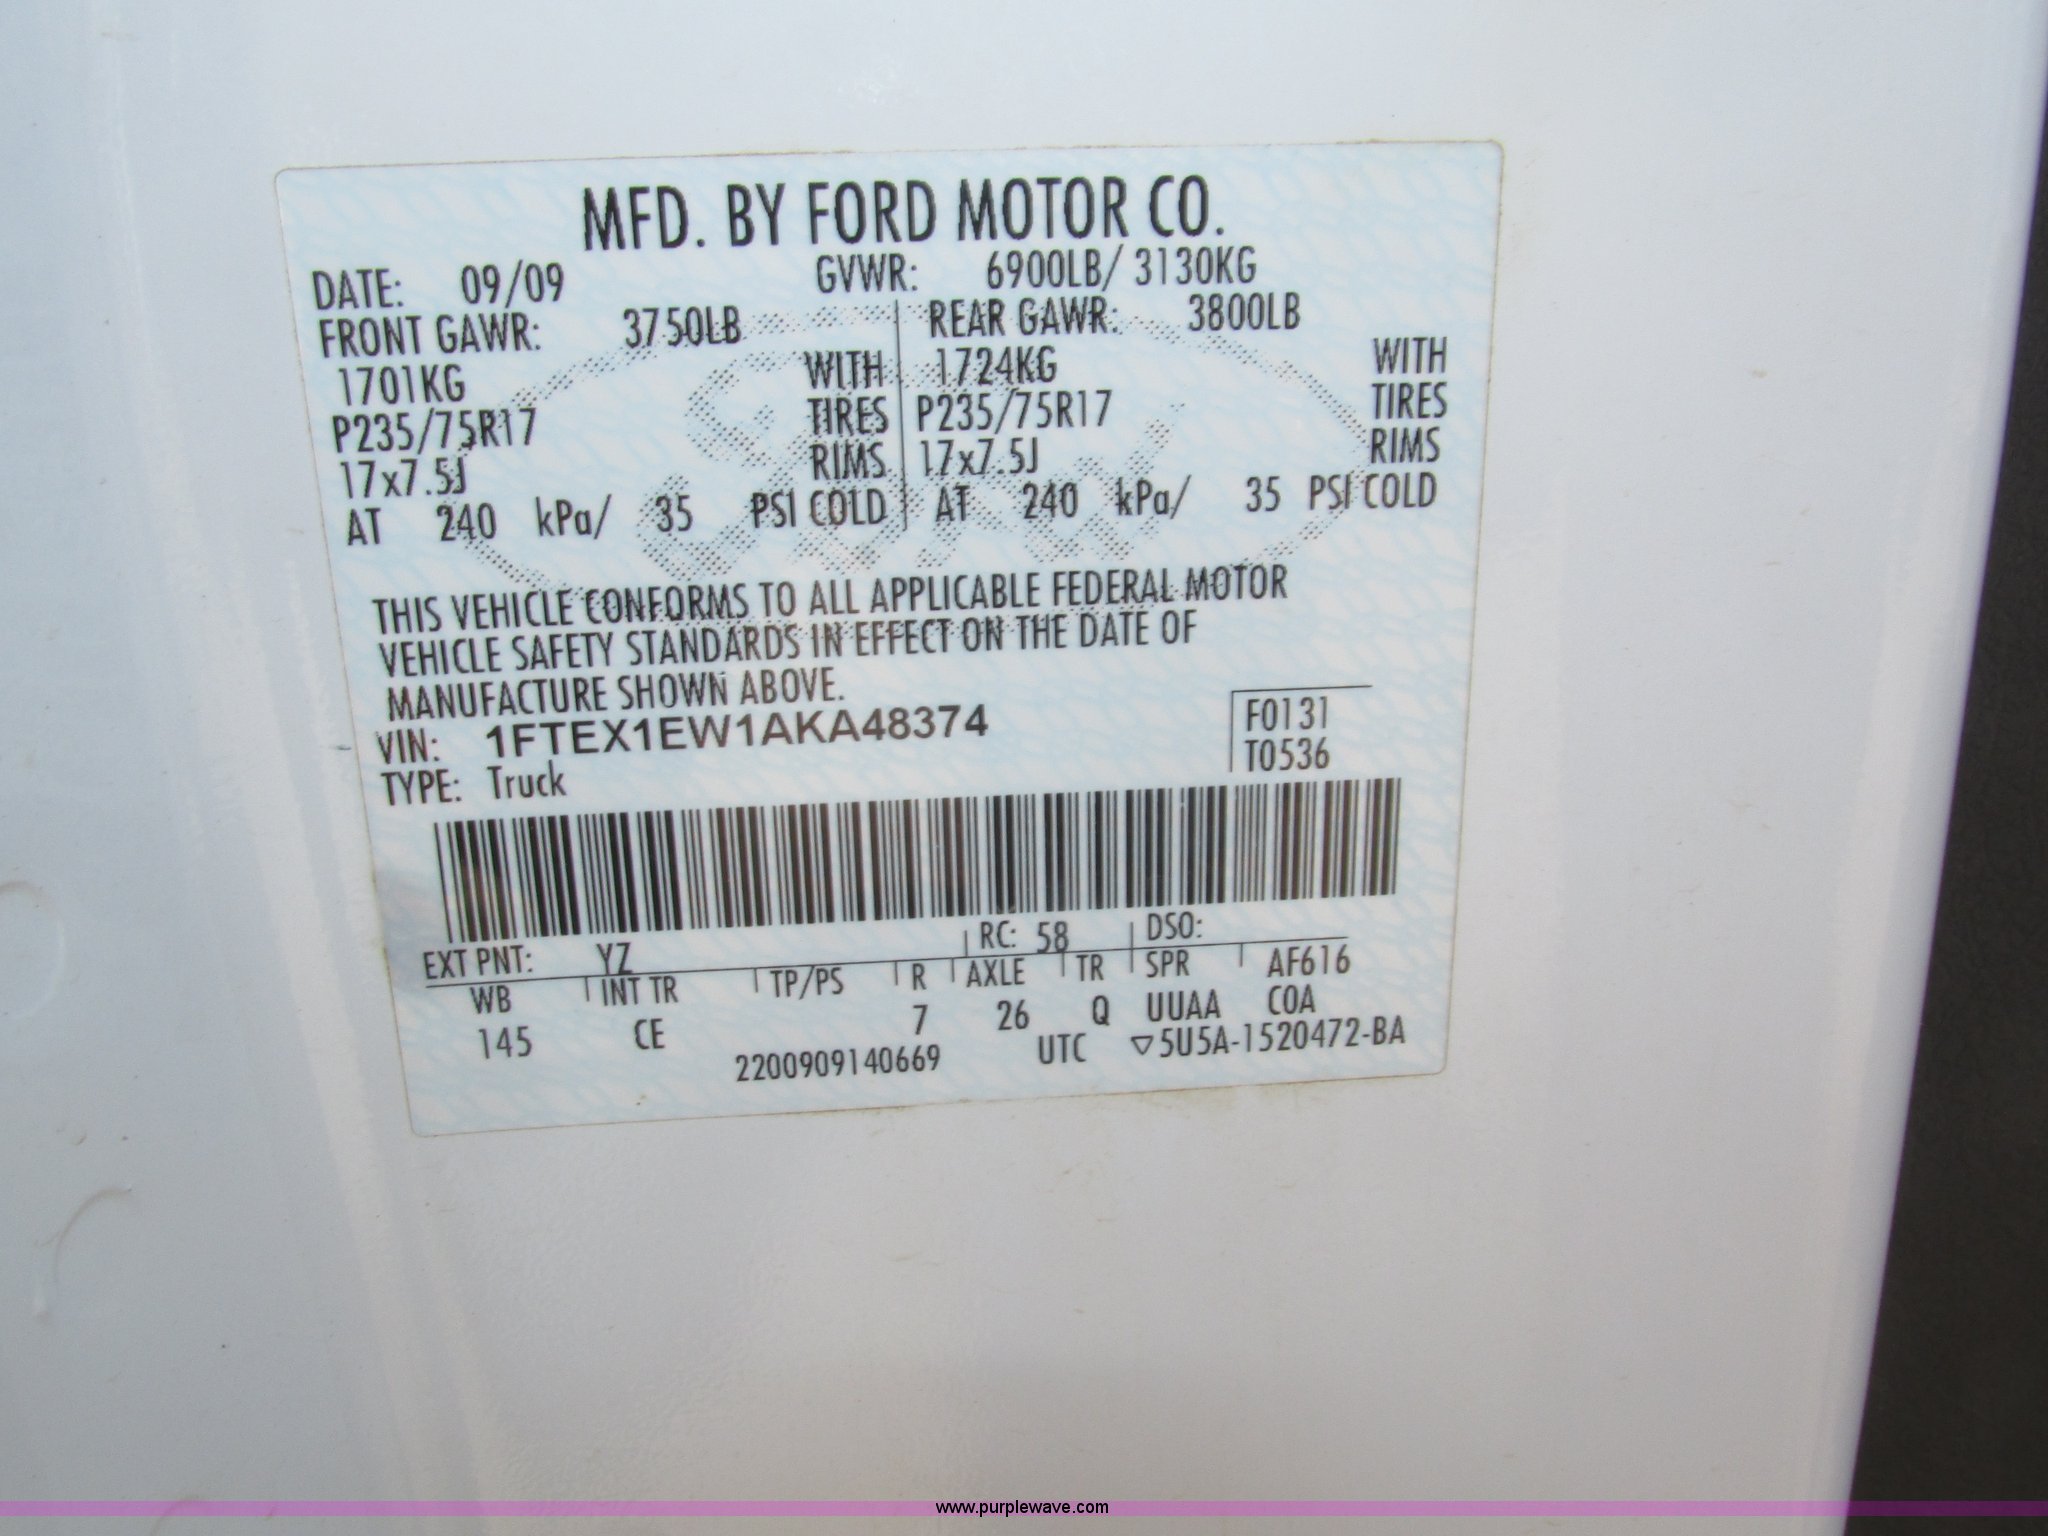 MFD. BY FORD MOTOR CO.
DATE: 09/09 GVWR: 6900LB/ 3130KG
FRONT GAWR: 3750LB REAR GAWR: 3800LB
1701KG WITH 1724KG WITH
P235/75R17 TIRES P235/75R17 TIRES
17x7.5J RIMS 17x7.5J RIMS
AT 240 kPa/ 35 PSI COLD AT 240 kPa/ 35 PSI COLD
THIS VEHICLE CONFORMS TO ALL APPLICABLE FEDERAL MOTOR
VEHICLE SAFETY STANDARDS IN EFFECT ON THE DATE OF
MANUFACTURE SHOWN ABOVE.
VIN: 1FTEX1EW1AKA48374 F0131
TYPE: Truck T0536
EXT PNT: YZ RC: 58 DSO:
WB INT TR TP/PS R AXLE TR SPR AF616
145 CE 7 26 Q UUAA COA
2200909140669 UTC ▽5U5A-1520472-BA
www.purplewave.com